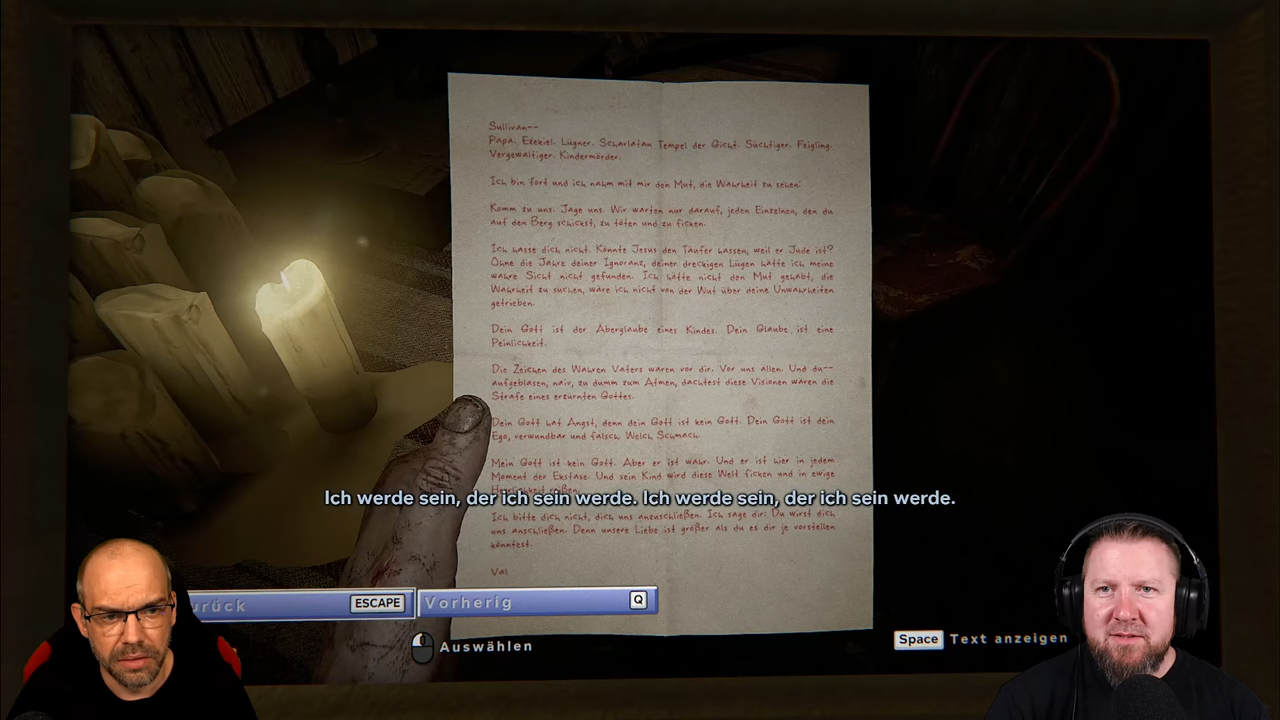 Sullivan--
Papa. Ezekiel. Lügner. Scharlatan Tempel der Gicht. Süchtiger. Feigling.
Vergewaltiger. Kindermörder.
Ich bin fort und ich nahm mit mir den Mut, die Wahrheit zu sehen.
Komm zu uns. Jage uns. Wir warten nur darauf, jeden Einzelnen, den du
auf den Berg schickst, zu töten und zu ficken.
Ich hasse dich nicht. Könnte Jesus den Täufer hassen, weil er Jude ist?
Ohne die Jahre deiner Ignoranz, deiner dreckigen Lügen hätte ich meine
wahre Sicht nicht gefunden. Ich hätte nicht den Mut gehabt, die
Wahrheit zu suchen, wäre ich nicht von der Wut über deine Unwahrheiten
getrieben.
Dein Gott ist der Aberglaube eines Kindes. Dein Glaube ist eine
Peinlichkeit.
Die Zeichen des Wahren Vaters waren vor dir. Vor uns allen. Und du--
aufgeblasen, naiv, zu dumm zum Atmen, dachtest diese Visionen wären die
Strafe eines erzürnten Gottes.
Dein Gott hat Angst, denn dein Gott ist kein Gott. Dein Gott ist dein
Ego, verwundbar und falsch. Welch Schmach.
Mein Gott ist kein Gott. Aber er ist wahr. Und er ist hier in jedem
Moment der Ekstase. Und sein Kind wird diese Welt ficken und in ewige
Ich werde sein, der ich sein werde. Ich werde sein, der ich sein werde.
Ich bitte dich nicht, dich uns anzuschließen. Ich sage dir: Du wirst dich
uns anschließen. Denn unsere Liebe ist größer als du es dir je vorstellen
könntest.
Val
urück ESCAPE Vorherig Q
Auswählen
Space Text anzeigen